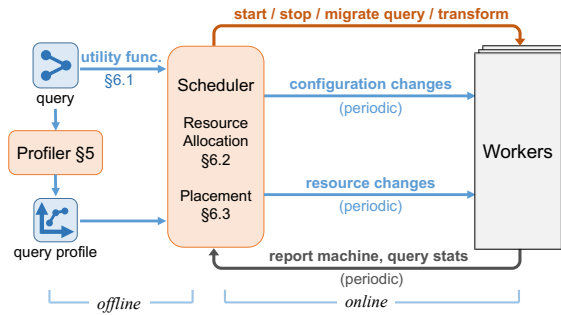 start / stop / migrate query / transform
utility func.
§6.1
query
Profiler §5
query profile
Scheduler
Resource
Allocation
§6.2
Placement
§6.3
configuration changes
(periodic)
resource changes
(periodic)
report machine, query stats
(periodic)
Workers
offline
online